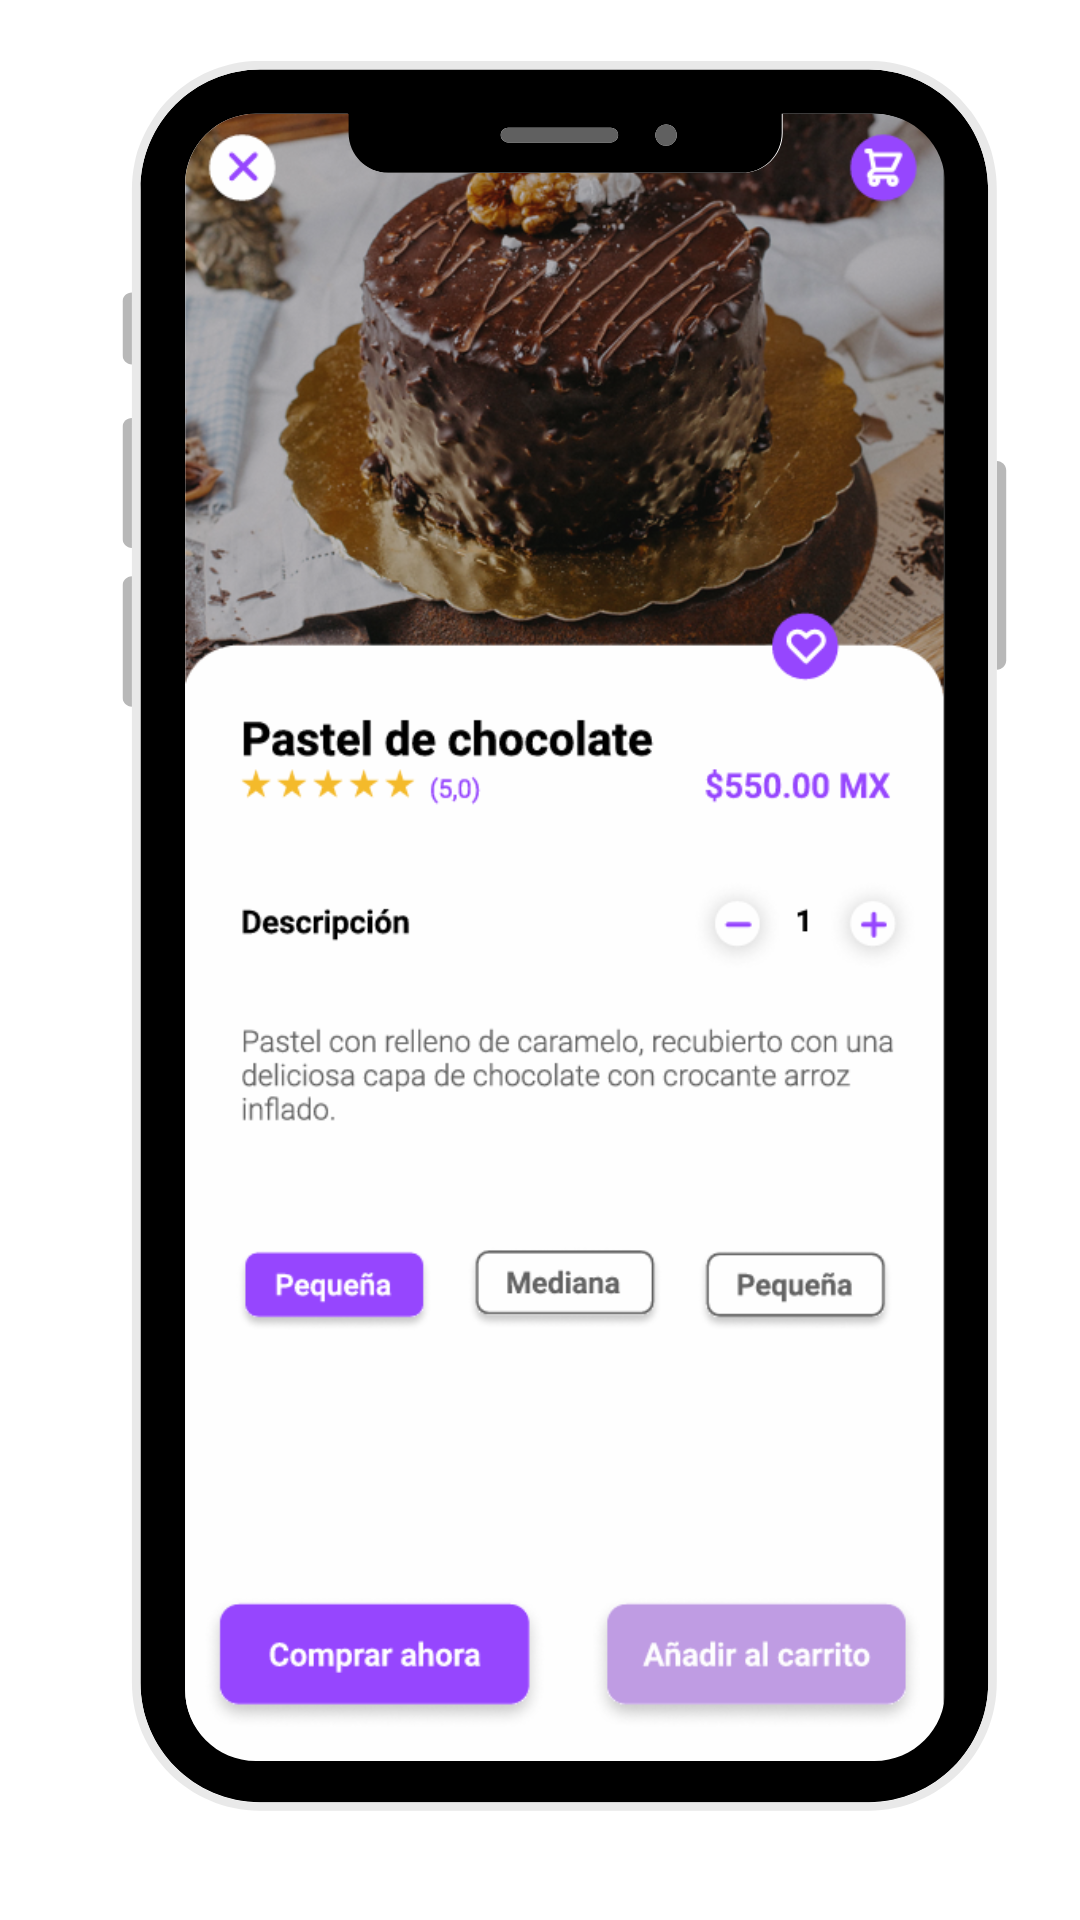 Pastel de chocolate
(5,0)
$550.00 MX
Descripción
1
Pastel con relleno de caramelo, recubierto con una
deliciosa capa de chocolate con crocante arroz
inflado.
Pequeña
Mediana
Pequeña
Comprar ahora
Añadir al carrito